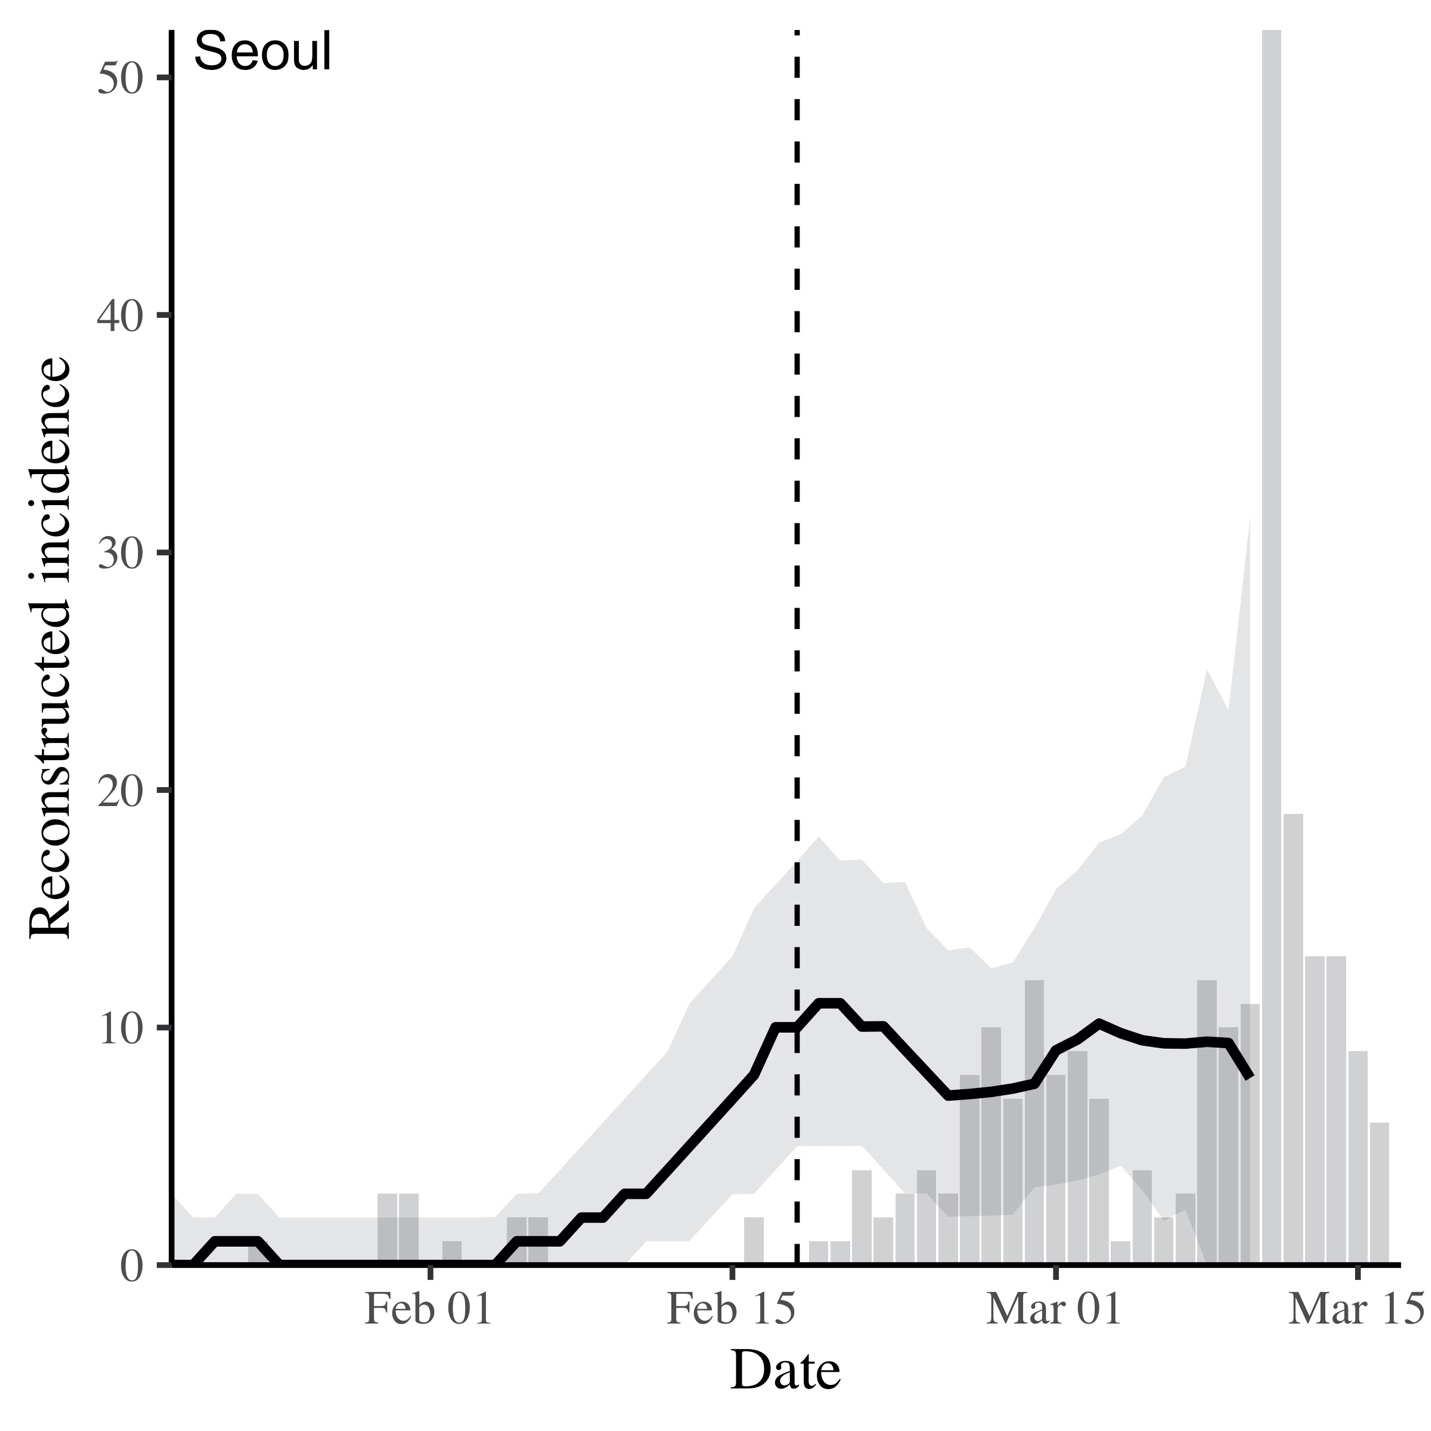 Seoul
50
40
30
20
10
0
Reconstructed incidence
Feb 01
Feb 15
Mar 01
Mar 15
Date